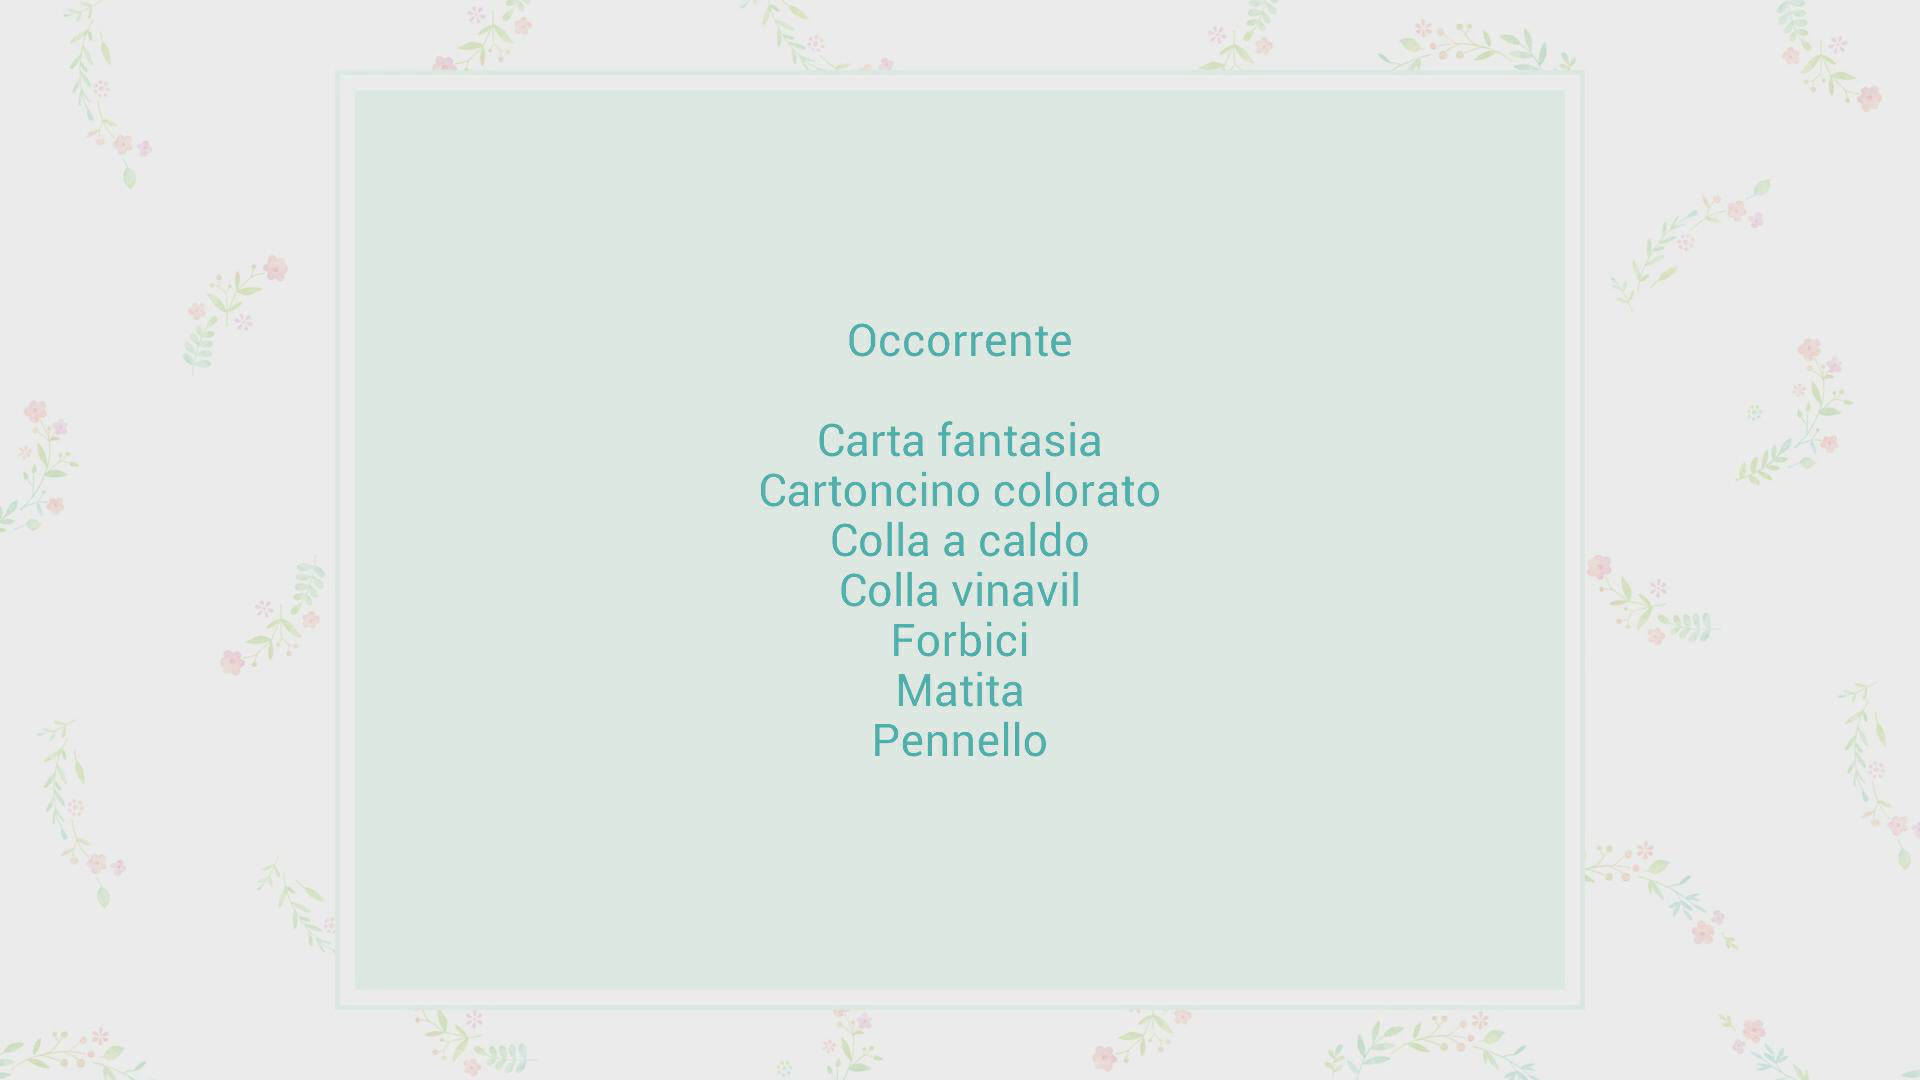 Occorrente
Carta fantasia
Cartoncino colorato
Colla a caldo
Colla vinavil
Forbici
Matita
Pennello